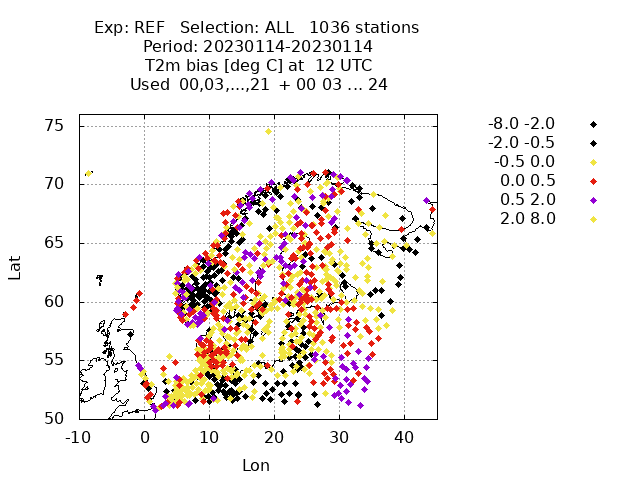 Exp: REF   Selection: ALL   1036 stations
Period: 20230114-20230114
T2m bias [deg C] at  12 UTC
Used  00,03,...,21  + 00 03 ... 24
75
70
65
60
55
50
-10 0 10 20 30 40
Lat
Lon
-8.0 -2.0
-2.0 -0.5
-0.5 0.0
0.0 0.5
0.5 2.0
2.0 8.0